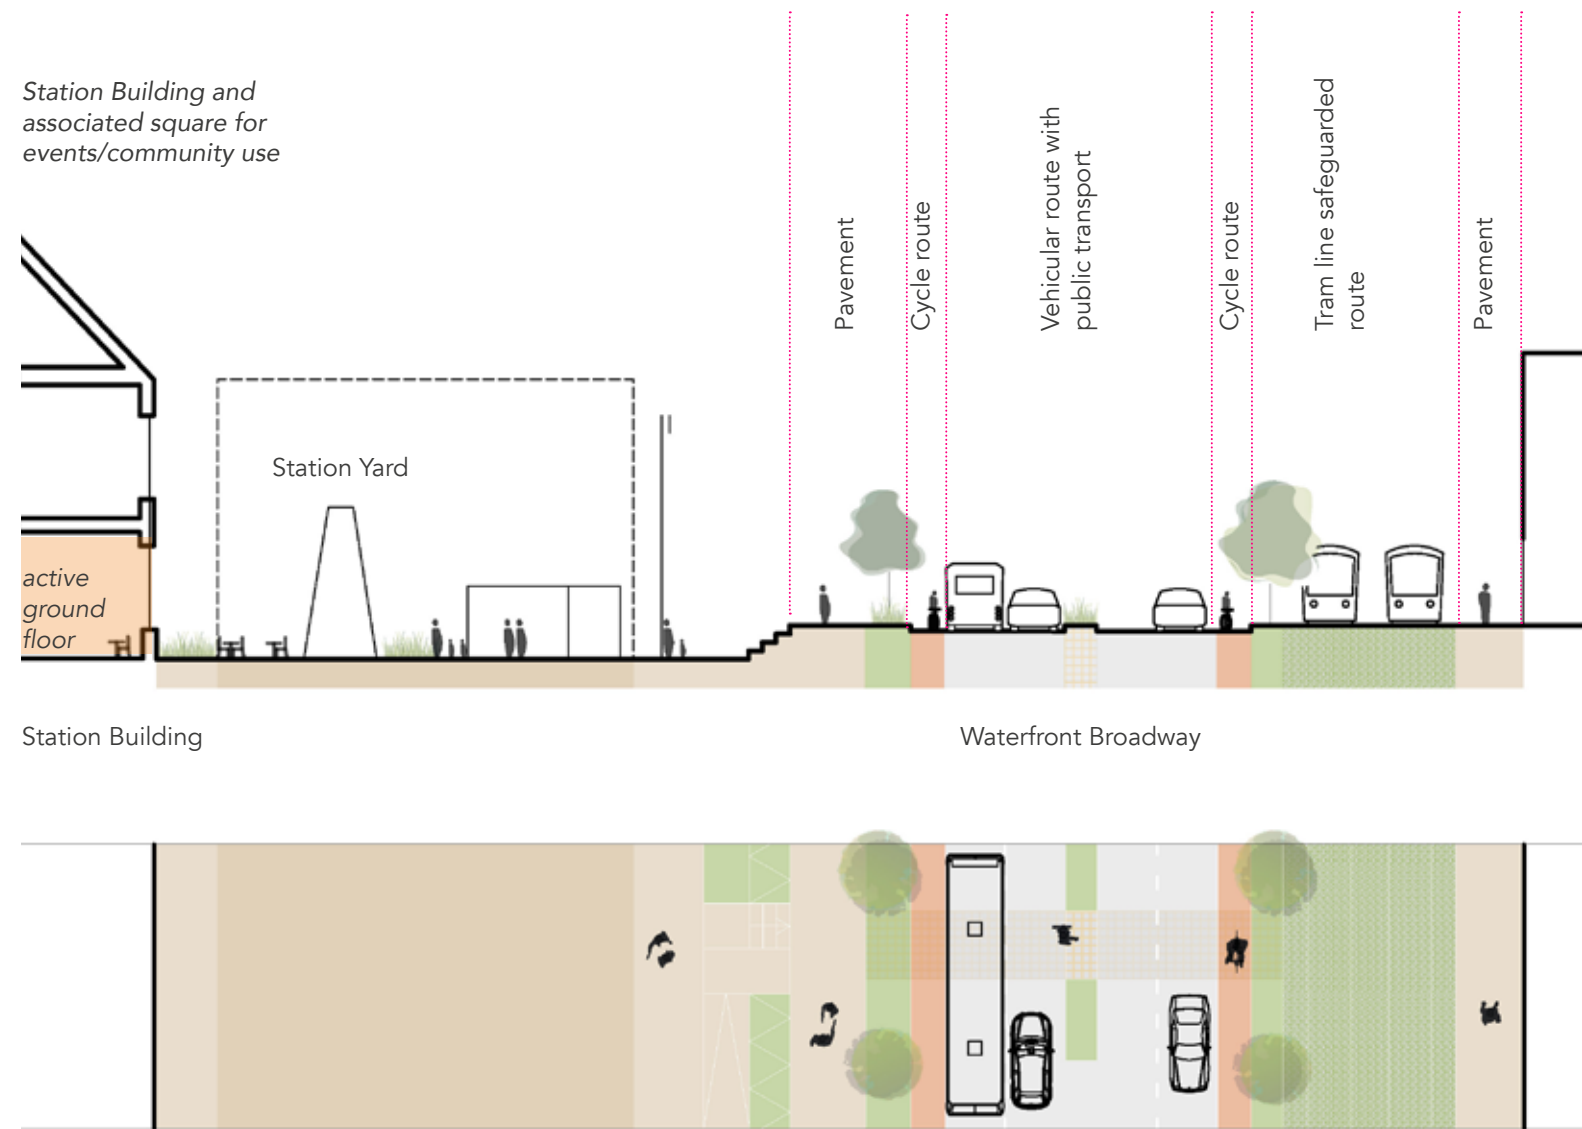 Station Building and
associated square for
events/community use
Pavement
Cycle route
Vehicular route with
public transport
Cycle route
Tram line safeguarded
route
Pavement
Station Yard
active
ground
floor
Station Building
Waterfront Broadway